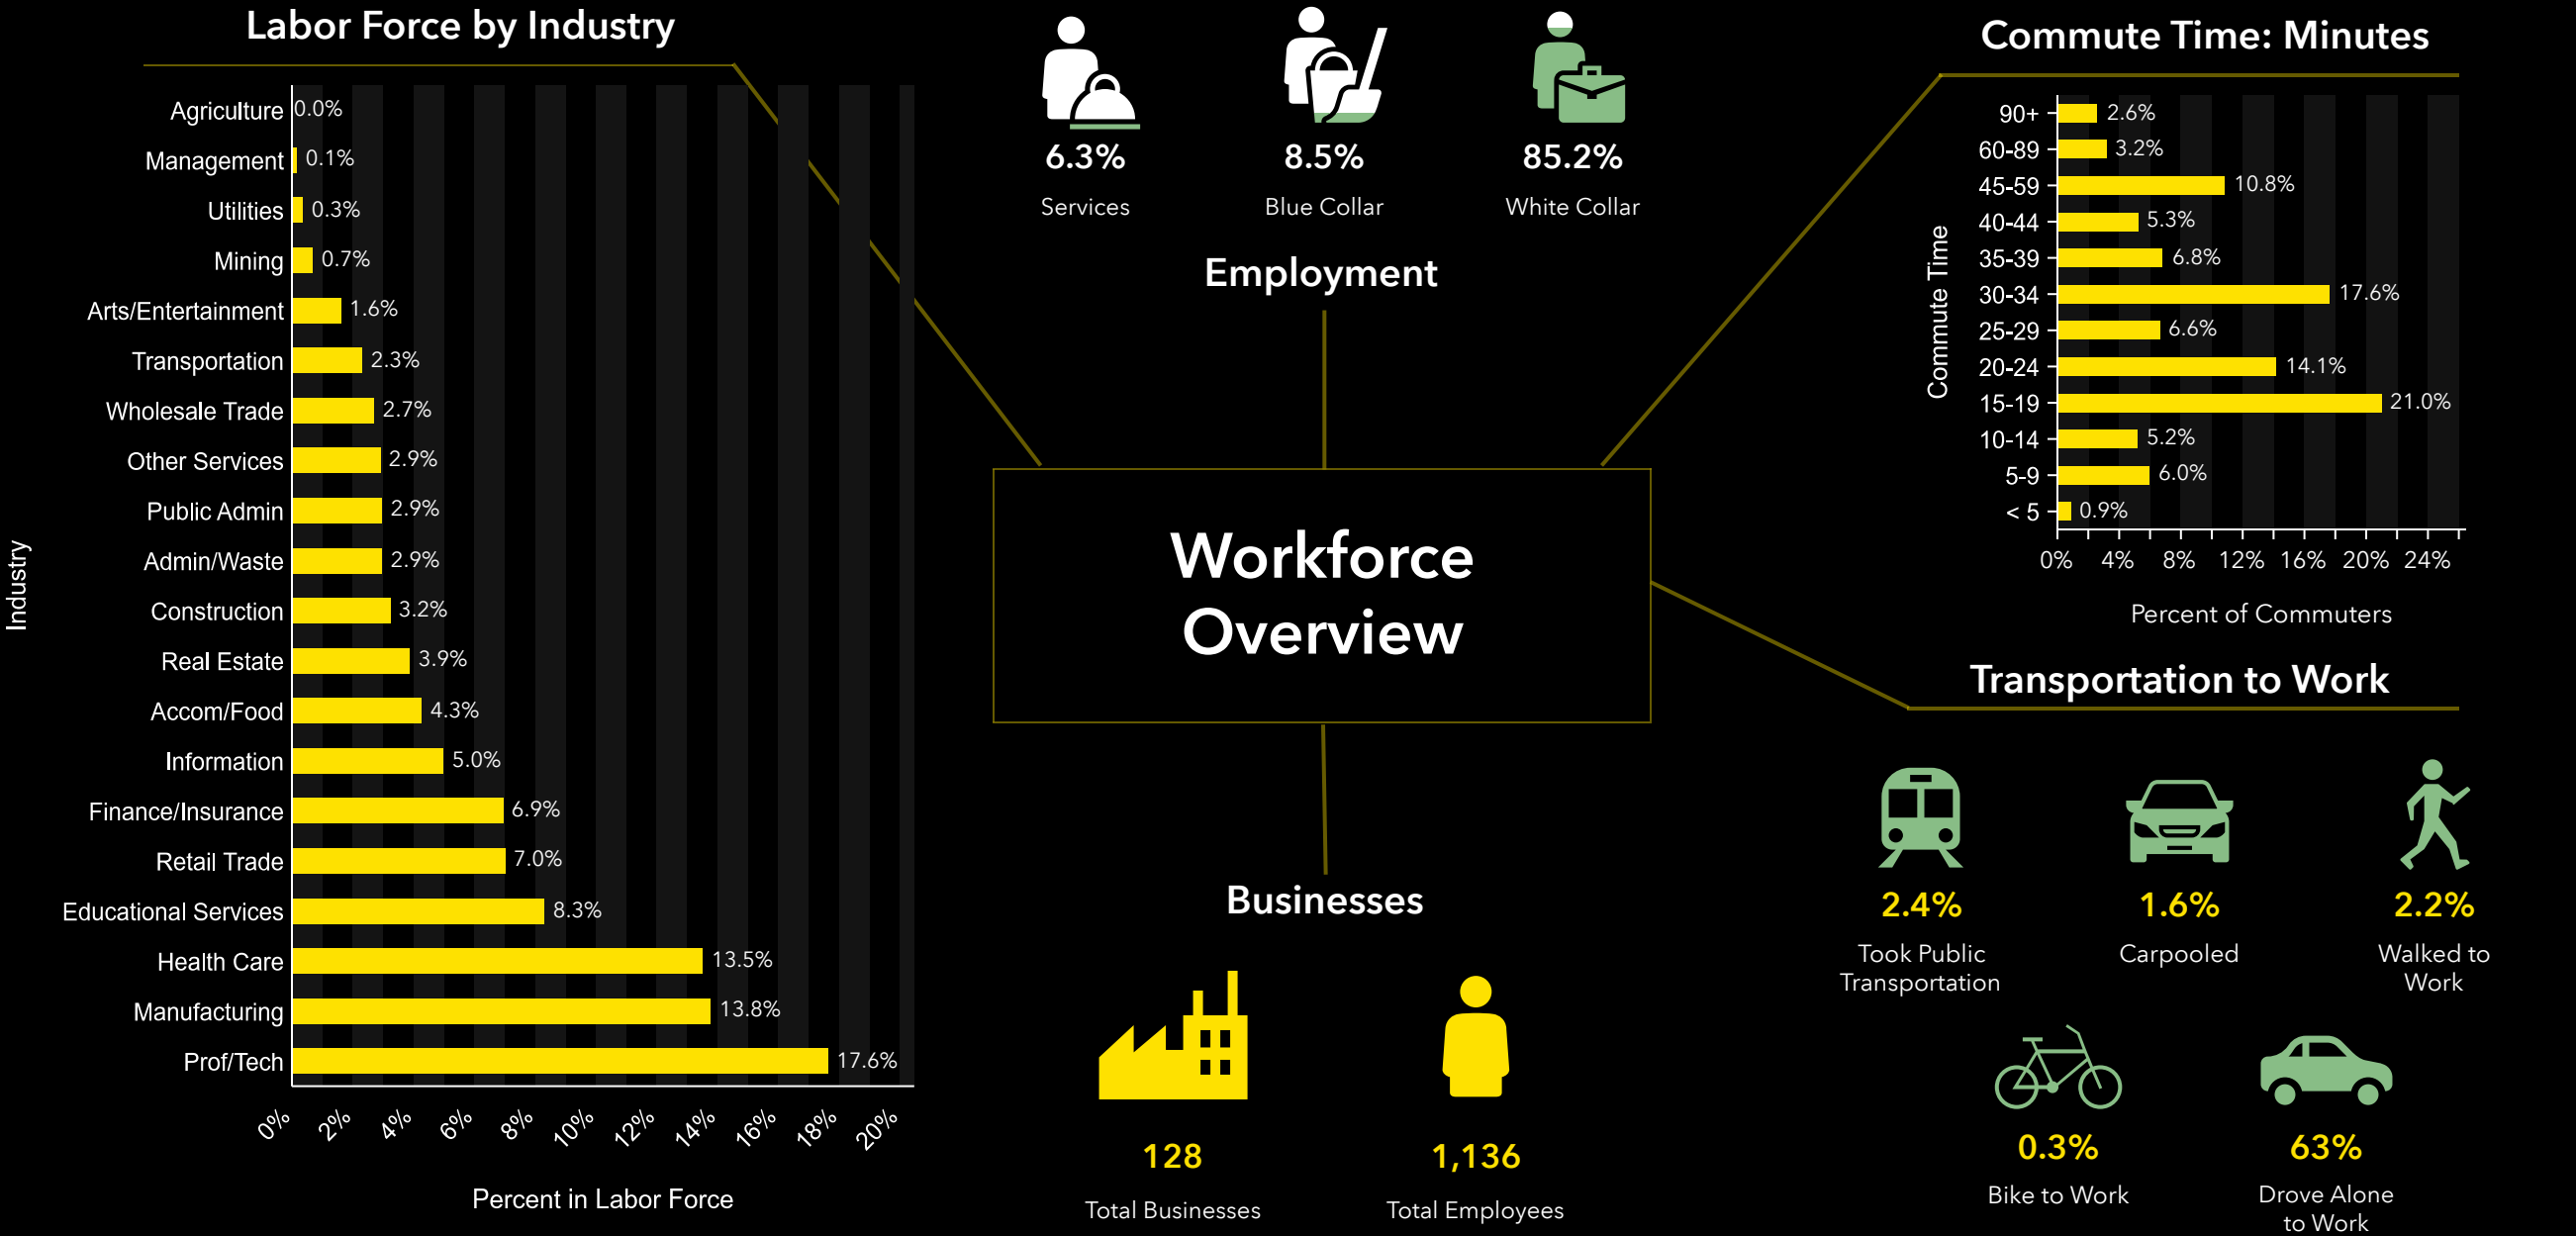 Labor Force by Industry
Industry
Agriculture 0.0%
Management 0.1%
Utilities 0.3%
Mining 0.7%
Arts/Entertainment 1.6%
Transportation 2.3%
Wholesale Trade 2.7%
Other Services 2.9%
Public Admin 2.9%
Admin/Waste 2.9%
Construction 3.2%
Real Estate 3.9%
Accom/Food 4.3%
Information 5.0%
Finance/Insurance 6.9%
Retail Trade 7.0%
Educational Services 8.3%
Health Care 13.5%
Manufacturing 13.8%
Prof/Tech 17.6%
0% 2% 4% 6% 8% 10% 12% 14% 16% 18% 20%
Percent in Labor Force
6.3% 8.5% 85.2%
Services Blue Collar White Collar
Employment
Workforce
Overview
Businesses
128 1,136
Total Businesses Total Employees
Commute Time: Minutes
Commute Time
90+ 2.6%
60-89 3.2%
45-59 10.8%
40-44 5.3%
35-39 6.8%
30-34 17.6%
25-29 6.6%
20-24 14.1%
15-19 21.0%
10-14 5.2%
5-9 6.0%
< 5 0.9%
0% 4% 8% 12% 16% 20% 24%
Percent of Commuters
Transportation to Work
2.4% 1.6% 2.2%
Took Public Carpooled Walked to
Transportation Work
0.3% 63%
Bike to Work Drove Alone
to Work